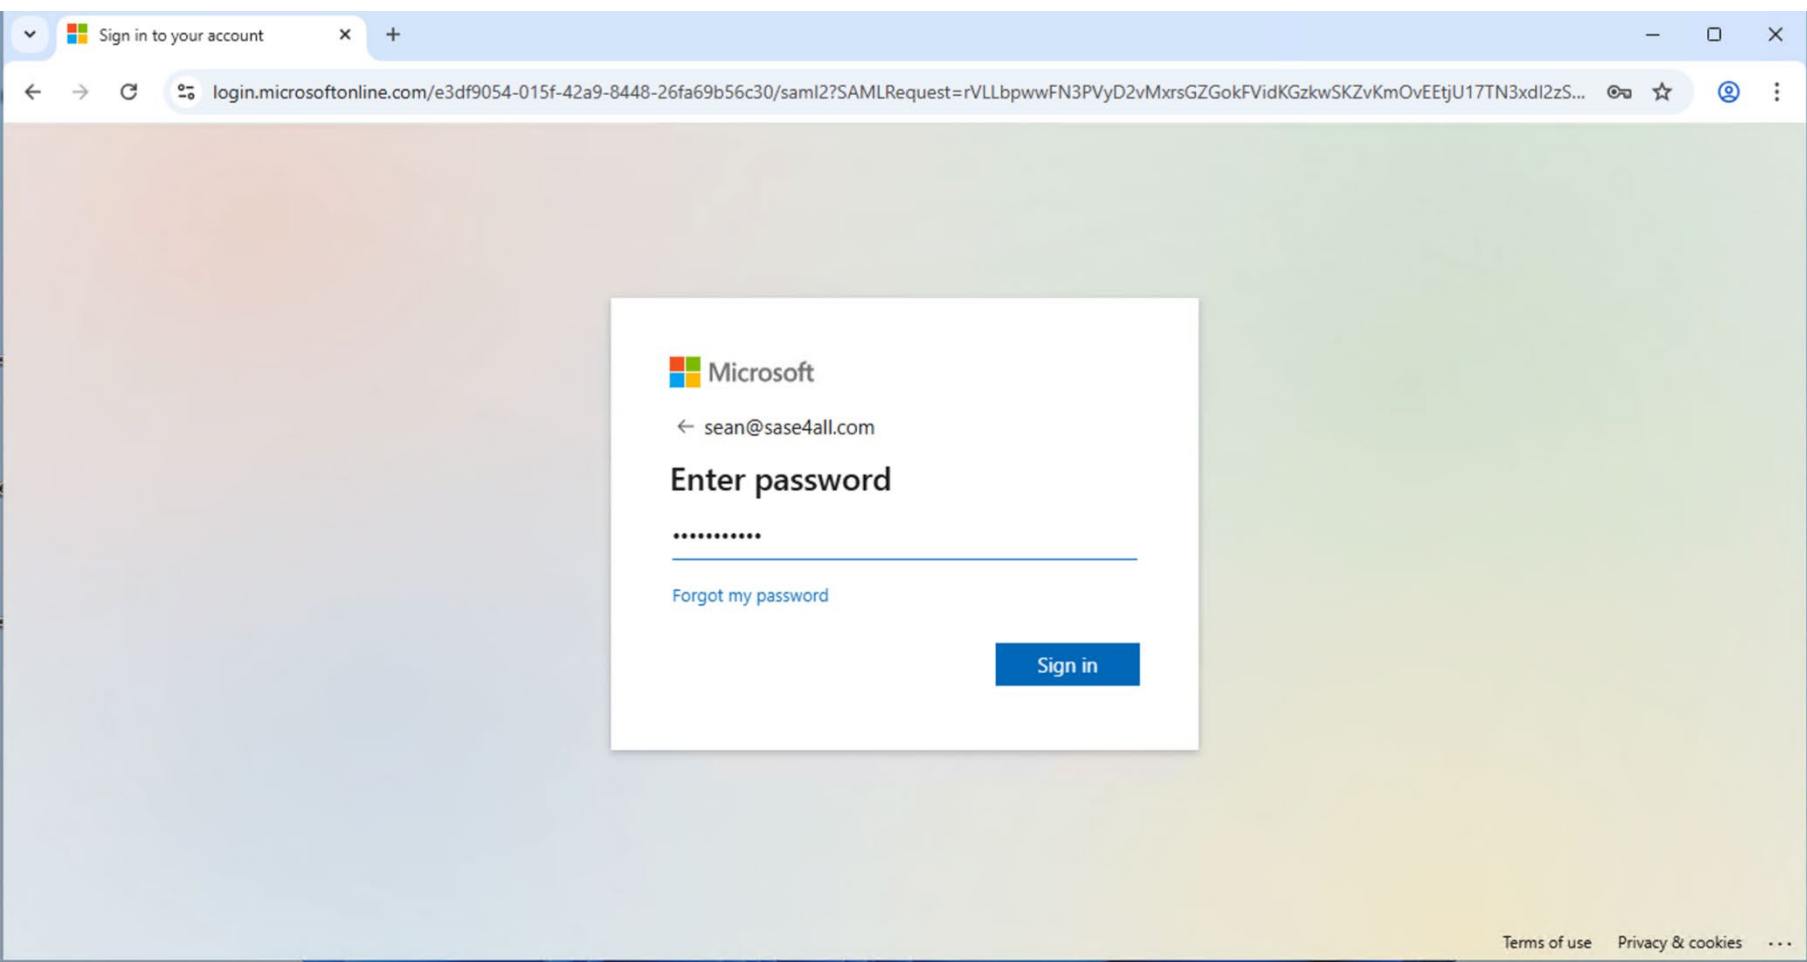 Sign in to your account
login.microsoftonline.com/e3df9054-015f-42a9-8448-26fa69b56c30/saml2?SAMLRequest=rVLLbpwwFN3PVyD2vMxrsGZGokFVidKGzkwSKZvKmOvEEtjU17TN3xdI2zS...
Microsoft
sean@sase4all.com
Enter password
•••••••••••
Forgot my password
Sign in
Terms of use Privacy & cookies ...